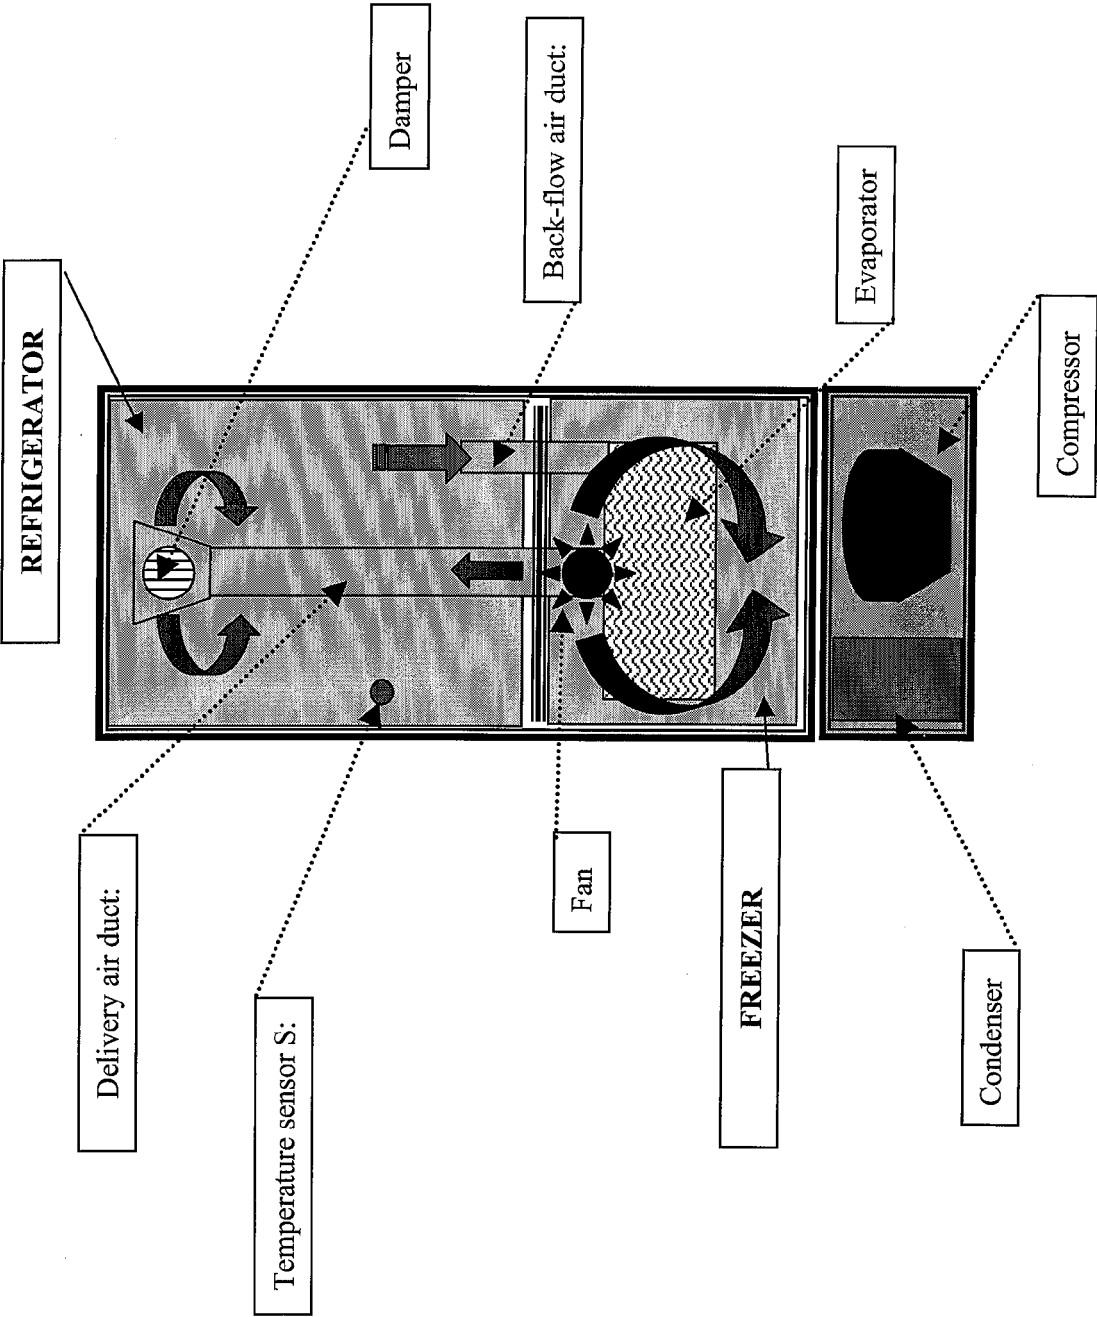 REFRIGERATOR
Damper
Back-flow air duct:
Evaporator
Compressor
Delivery air duct:
Temperature sensor S:
Fan
FREEZER
Condenser